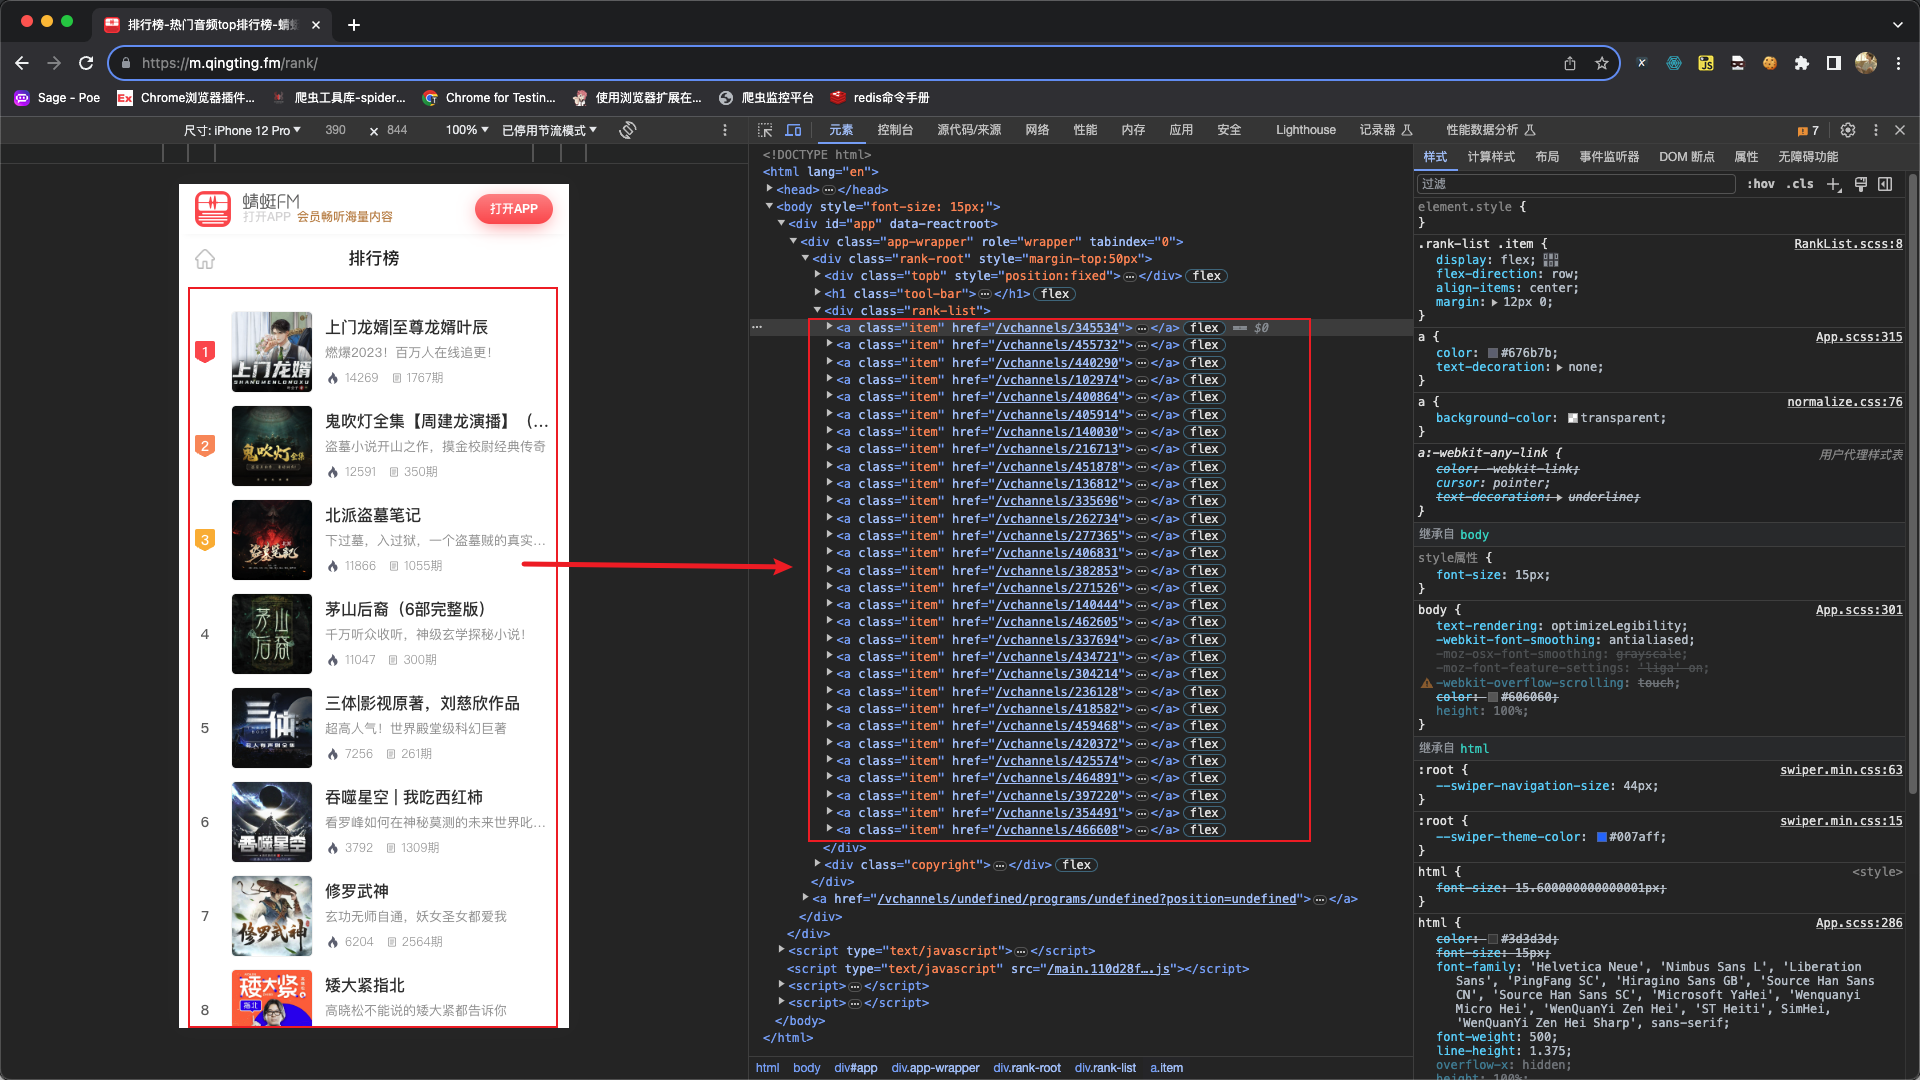 排行榜-热门音频top排行榜-蜻蜓
https://m.qingting.fm/rank/
Sage - Poe
Chrome浏览器插件...
爬虫工具库-spider...
Chrome for Testin...
使用浏览器扩展在...
爬虫监控平台
redis命令手册
尺寸: iPhone 12 Pro
390
×
844
100%
已停用节流模式
蜻蜓FM
打开APP 会员畅听海量内容
打开APP
排行榜
1
上门龙婿
SHANGMENLONGXU
上门龙婿|至尊龙婿叶辰
燃爆2023！百万人在线追更！
14269 1767期
2
鬼吹灯全集
鬼吹灯全集【周建龙演播】（...
盗墓小说开山之作，摸金校尉经典传奇
12591 350期
3
北派盗墓笔记
下过墓，入过狱，一个盗墓贼的真实...
11866 1055期
4
茅山后裔
茅山后裔（6部完整版）
千万听众收听，神级玄学探秘小说！
11047 300期
5
三体
三体|影视原著，刘慈欣作品
超高人气！世界殿堂级科幻巨著
7256 261期
6
吞噬星空
吞噬星空 | 我吃西红柿
看罗峰如何在神秘莫测的未来世界叱...
3792 1309期
7
修罗武神
修罗武神
玄功无师自通，妖女圣女都爱我
6204 2564期
8
矮大紧
指北
矮大紧指北
高晓松不能说的矮大紧都告诉你
元素
控制台
源代码/来源
网络
性能
内存
应用
安全
Lighthouse
记录器
性能数据分析
7
<!DOCTYPE html>
<html lang="en">
<head>…</head>
<body style="font-size: 15px;">
<div id="app" data-reactroot>
<div class="app-wrapper" role="wrapper" tabindex="0">
<div class="rank-root" style="margin-top:50px">
<div class="topb" style="position:fixed">…</div> flex
<h1 class="tool-bar">…</h1> flex
<div class="rank-list">
… <a class="item" href="/vchannels/345534">…</a> flex == $0
<a class="item" href="/vchannels/455732">…</a> flex
<a class="item" href="/vchannels/440290">…</a> flex
<a class="item" href="/vchannels/102974">…</a> flex
<a class="item" href="/vchannels/400864">…</a> flex
<a class="item" href="/vchannels/405914">…</a> flex
<a class="item" href="/vchannels/140030">…</a> flex
<a class="item" href="/vchannels/216713">…</a> flex
<a class="item" href="/vchannels/451878">…</a> flex
<a class="item" href="/vchannels/136812">…</a> flex
<a class="item" href="/vchannels/335696">…</a> flex
<a class="item" href="/vchannels/262734">…</a> flex
<a class="item" href="/vchannels/277365">…</a> flex
<a class="item" href="/vchannels/406831">…</a> flex
<a class="item" href="/vchannels/382853">…</a> flex
<a class="item" href="/vchannels/271526">…</a> flex
<a class="item" href="/vchannels/140444">…</a> flex
<a class="item" href="/vchannels/462605">…</a> flex
<a class="item" href="/vchannels/337694">…</a> flex
<a class="item" href="/vchannels/434721">…</a> flex
<a class="item" href="/vchannels/304214">…</a> flex
<a class="item" href="/vchannels/236128">…</a> flex
<a class="item" href="/vchannels/418582">…</a> flex
<a class="item" href="/vchannels/459468">…</a> flex
<a class="item" href="/vchannels/420372">…</a> flex
<a class="item" href="/vchannels/425574">…</a> flex
<a class="item" href="/vchannels/464891">…</a> flex
<a class="item" href="/vchannels/397220">…</a> flex
<a class="item" href="/vchannels/354491">…</a> flex
<a class="item" href="/vchannels/466608">…</a> flex
</div>
<div class="copyright">…</div> flex
</div>
<a href="/vchannels/undefined/programs/undefined?position=undefined">…</a>
</div>
</div>
<script type="text/javascript">…</script>
<script type="text/javascript" src="/main.110d28f….js"></script>
<script>…</script>
<script>…</script>
</body>
</html>
html body div#app div.app-wrapper div.rank-root div.rank-list a.item
样式
计算样式
布局
事件监听器
DOM 断点
属性
无障碍功能
过滤
:hov .cls
element.style {
}
.rank-list .item { RankList.scss:8
display: flex;
flex-direction: row;
align-items: center;
margin: 12px 0;
}
a { App.scss:315
color: #676b7b;
text-decoration: none;
}
a { normalize.css:76
background-color: transparent;
}
a:-webkit-any-link { 用户代理样式表
color: -webkit-link;
cursor: pointer;
text-decoration: underline;
}
继承自 body
style属性 {
font-size: 15px;
}
body { App.scss:301
text-rendering: optimizeLegibility;
-webkit-font-smoothing: antialiased;
-moz-osx-font-smoothing: grayscale;
-moz-font-feature-settings: 'liga' on;
-webkit-overflow-scrolling: touch;
color: #606060;
height: 100%;
}
继承自 html
:root { swiper.min.css:63
--swiper-navigation-size: 44px;
}
:root { swiper.min.css:15
--swiper-theme-color: #007aff;
}
html { <style>
font-size: 15.600000000000001px;
}
html { App.scss:286
color: #3d3d3d;
font-size: 15px;
font-family: 'Helvetica Neue', 'Nimbus Sans L', 'Liberation
Sans', 'PingFang SC', 'Hiragino Sans GB', 'Source Han Sans
CN', 'Source Han Sans SC', 'Microsoft YaHei', 'Wenquanyi
Micro Hei', 'WenQuanYi Zen Hei', 'ST Heiti', SimHei,
'WenQuanYi Zen Hei Sharp', sans-serif;
font-weight: 500;
line-height: 1.375;
overflow-x: hidden;
height: 100%;